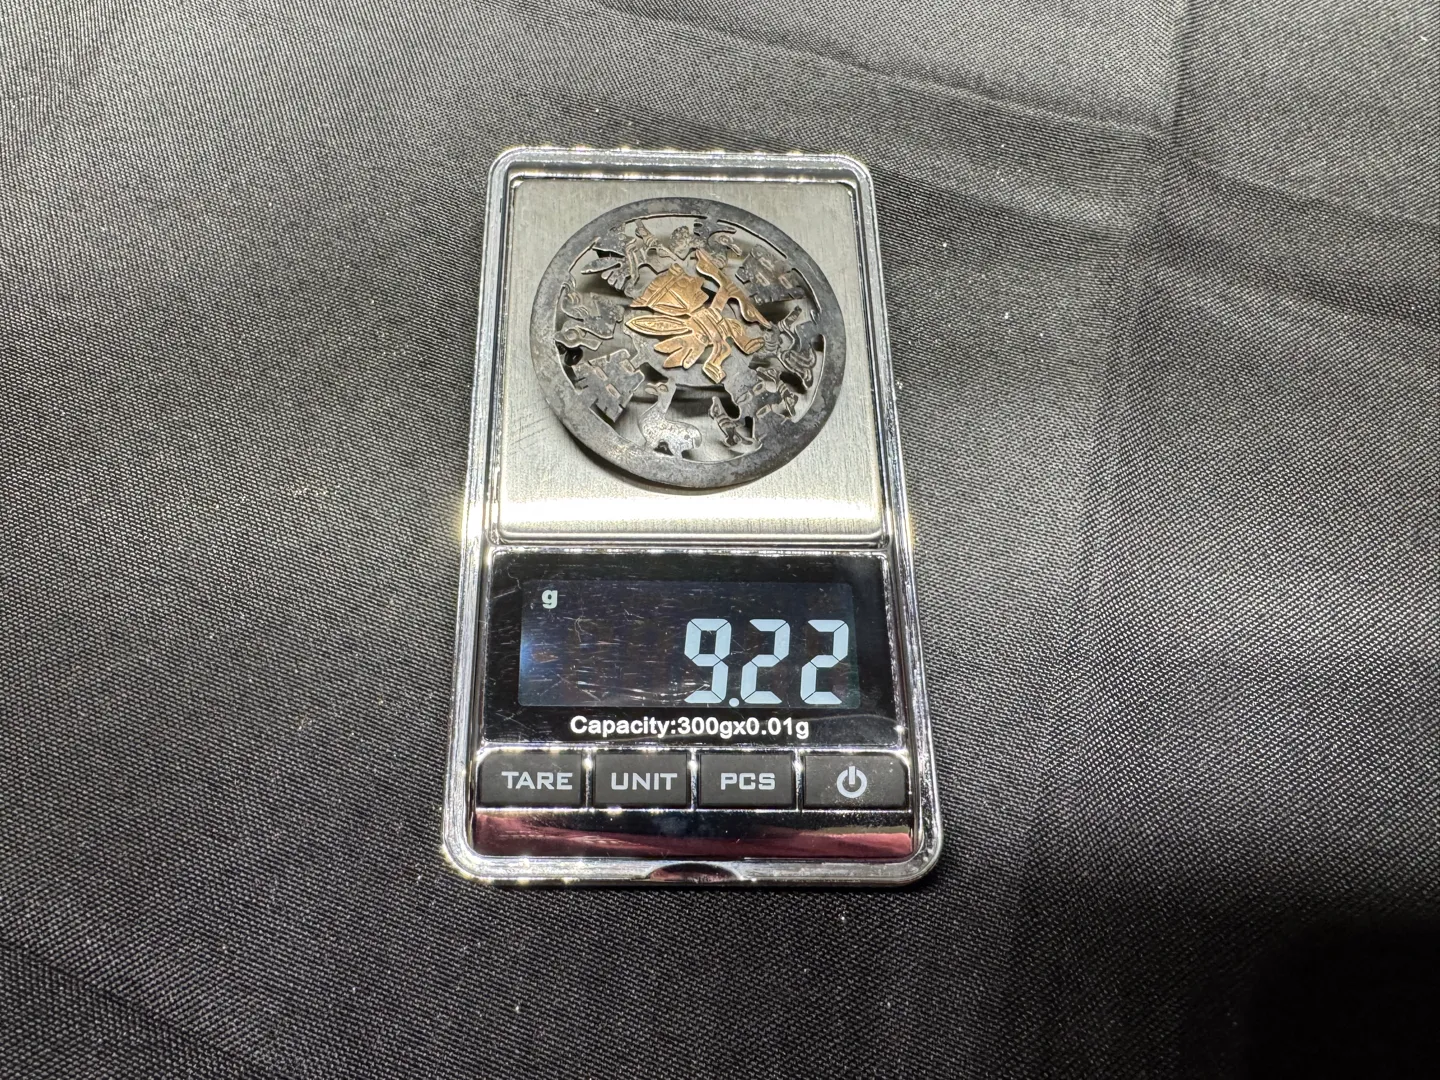 g
9.22
Capacity:300gx0.01g
TARE UNIT PCS